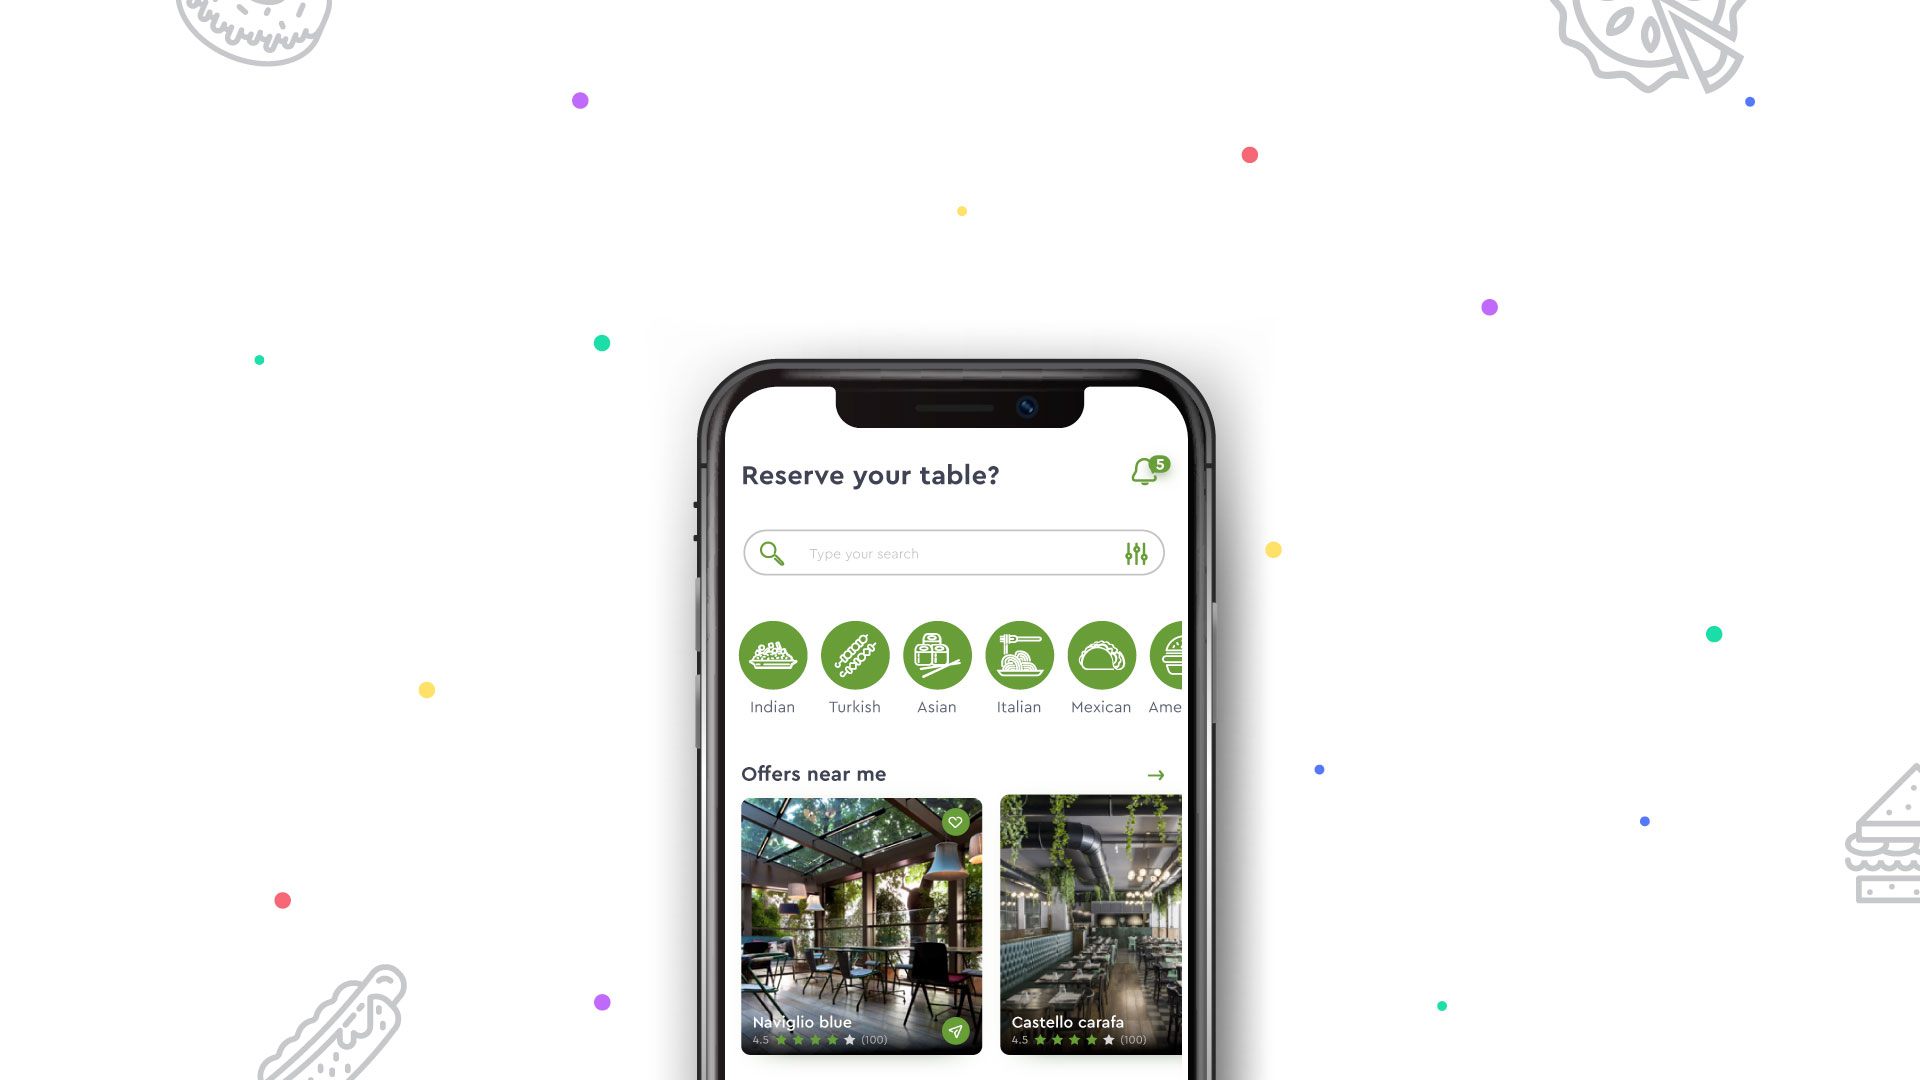 Reserve your table?
5
Type your search
Indian Turkish Asian Italian Mexican Ame
Offers near me
Naviglio blue
4.5 (100)
Castello carafa
4.5 (100)